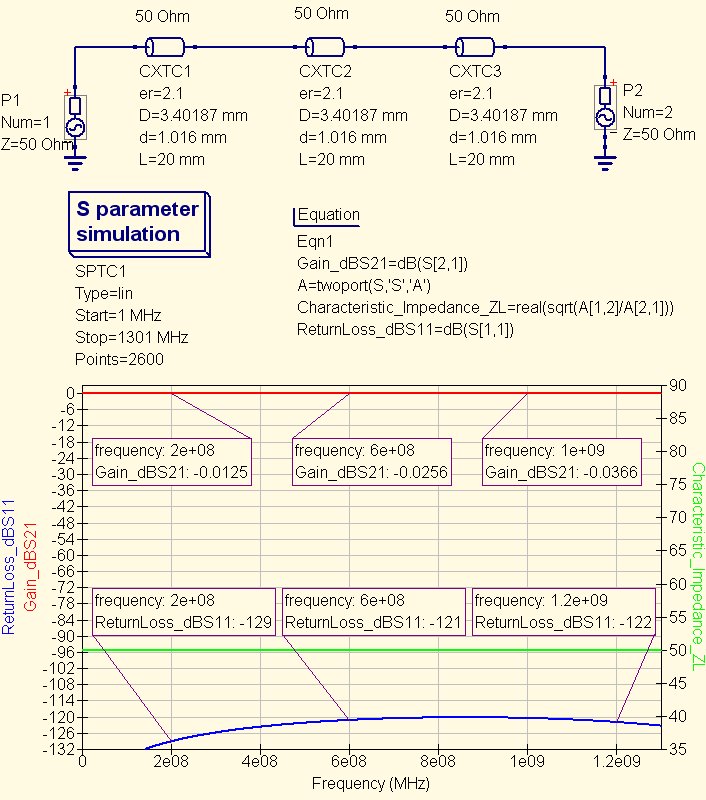 50 Ohm 50 Ohm 50 Ohm
CXTC1
er=2.1
D=3.40187 mm
d=1.016 mm
L=20 mm
CXTC2
er=2.1
D=3.40187 mm
d=1.016 mm
L=20 mm
CXTC3
er=2.1
D=3.40187 mm
d=1.016 mm
L=20 mm
P1
Num=1
Z=50 Ohm
P2
Num=2
Z=50 Ohm
S parameter
simulation
SPTC1
Type=lin
Start=1 MHz
Stop=1301 MHz
Points=2600
Equation
Eqn1
Gain_dBS21=dB(S[2,1])
A=twoport(S,'S','A')
Characteristic_Impedance_ZL=real(sqrt(A[1,2]/A[2,1]))
ReturnLoss_dBS11=dB(S[1,1])
ReturnLoss_dBS11
Gain_dBS21
0
-6
-12
-18
-24
-30
-36
-42
-48
-54
-60
-66
-72
-78
-84
-90
-96
-102
-108
-114
-120
-126
-132
frequency: 2e+08
Gain_dBS21: -0.0125
frequency: 6e+08
Gain_dBS21: -0.0256
frequency: 1e+09
Gain_dBS21: -0.0366
frequency: 2e+08
ReturnLoss_dBS11: -129
frequency: 6e+08
ReturnLoss_dBS11: -121
frequency: 1.2e+09
ReturnLoss_dBS11: -122
90
85
80
75
70
65
60
55
50
45
40
35
Characteristic_Impedance_ZL
0 2e08 4e08 6e08 8e08 1e09 1.2e09
Frequency (MHz)